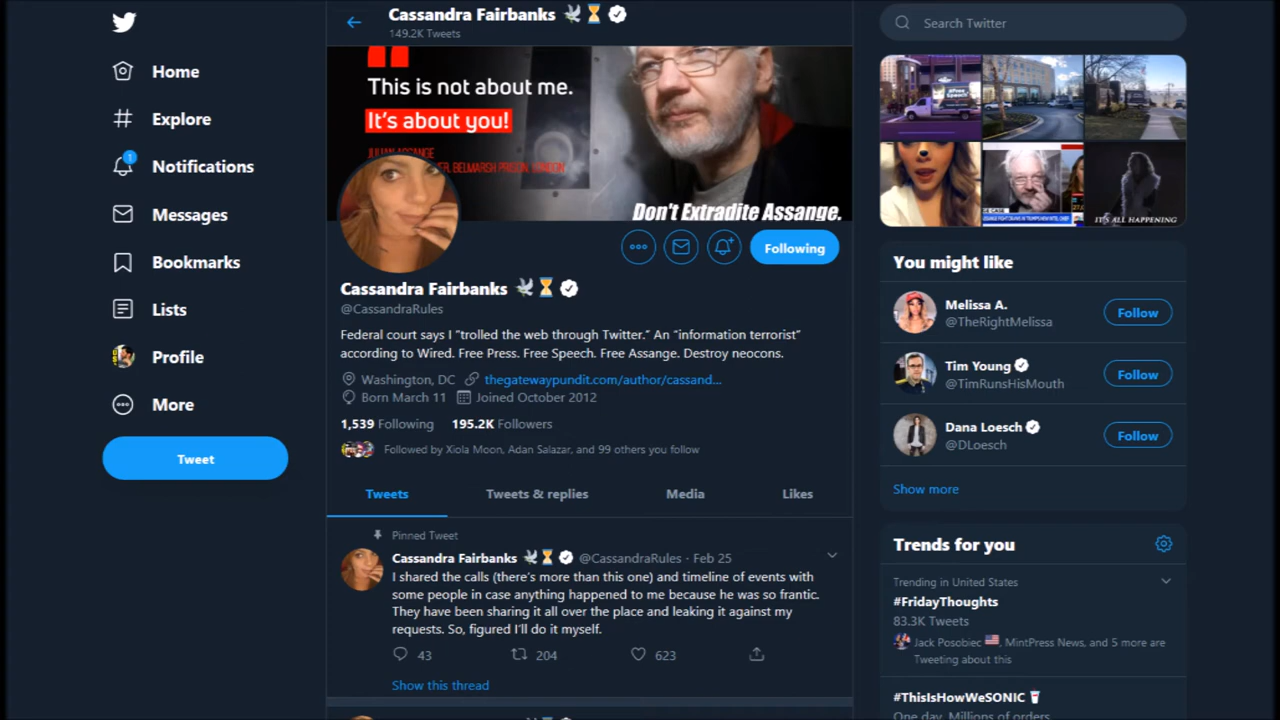 Cassandra Fairbanks 🕊️⏳
149.2K Tweets
Search Twitter
Home
Explore
1
Notifications
Messages
Bookmarks
Lists
Profile
More
Tweet
This is not about me.
It's about you!
JULIAN ASSANGE
BELMARSH PRISON, LONDON
Don't Extradite Assange.
Following
Cassandra Fairbanks 🕊️⏳
@CassandraRules
Federal court says I "trolled the web through Twitter." An "information terrorist"
according to Wired. Free Press. Free Speech. Free Assange. Destroy neocons.
Washington, DC thegatewaypundit.com/author/cassand...
Born March 11 Joined October 2012
1,539 Following 195.2K Followers
Followed by Xiola Moon, Adan Salazar, and 99 others you follow
Tweets Tweets & replies Media Likes
Pinned Tweet
Cassandra Fairbanks 🕊️⏳ @CassandraRules · Feb 25
I shared the calls (there's more than this one) and timeline of events with
some people in case anything happened to me because he was so frantic.
They have been sharing it all over the place and leaking it against my
requests. So, figured I'll do it myself.
43 204 623
Show this thread
IT'S ALL HAPPENING
You might like
Melissa A.
@TheRightMelissa
Follow
Tim Young
@TimRunsHisMouth
Follow
Dana Loesch
@DLoesch
Follow
Show more
Trends for you
Trending in United States
#FridayThoughts
83.3K Tweets
Jack Posobiec 🇺🇸, MintPress News, and 5 more are
Tweeting about this
#ThisIsHowWeSONIC
One day. Millions of orders.